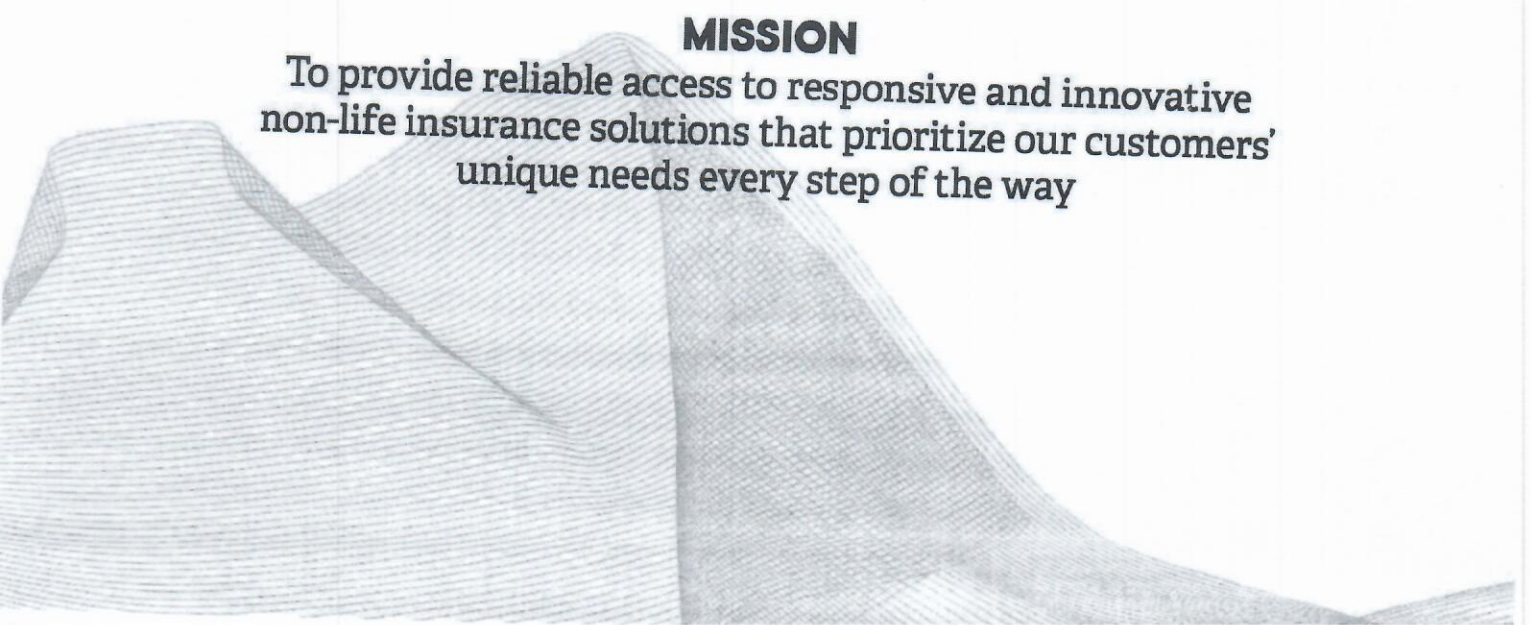 MISSION
To provide reliable access to responsive and innovative
non-life insurance solutions that prioritize our customers’
unique needs every step of the way